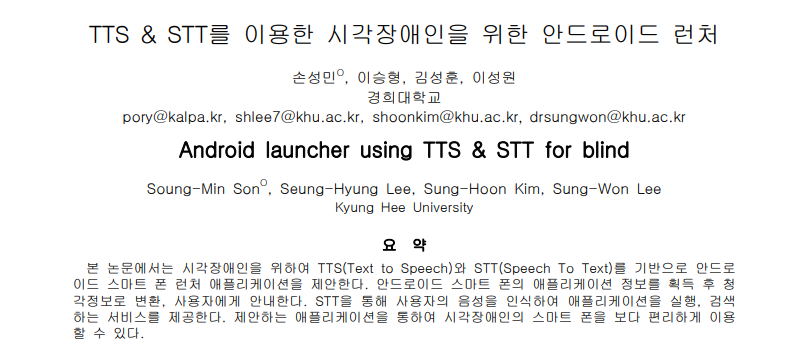 TTS & STT를 이용한 시각장애인을 위한 안드로이드 런처
손성민O, 이승형, 김성훈, 이성원
경희대학교
pory@kalpa.kr, shlee7@khu.ac.kr, shoonkim@khu.ac.kr, drsungwon@khu.ac.kr
Android launcher using TTS & STT for blind
Soung-Min SonO, Seung-Hyung Lee, Sung-Hoon Kim, Sung-Won Lee
Kyung Hee University
요 약
본 논문에서는 시각장애인을 위하여 TTS(Text to Speech)와 STT(Speech To Text)를 기반으로 안드로
이드 스마트 폰 런처 애플리케이션을 제안한다. 안드로이드 스마트 폰의 애플리케이션 정보를 획득 후 청
각정보로 변환, 사용자에게 안내한다. STT을 통해 사용자의 음성을 인식하여 애플리케이션을 실행, 검색
하는 서비스를 제공한다. 제안하는 애플리케이션을 통하여 시각장애인의 스마트 폰을 보다 편리하게 이용
할 수 있다.